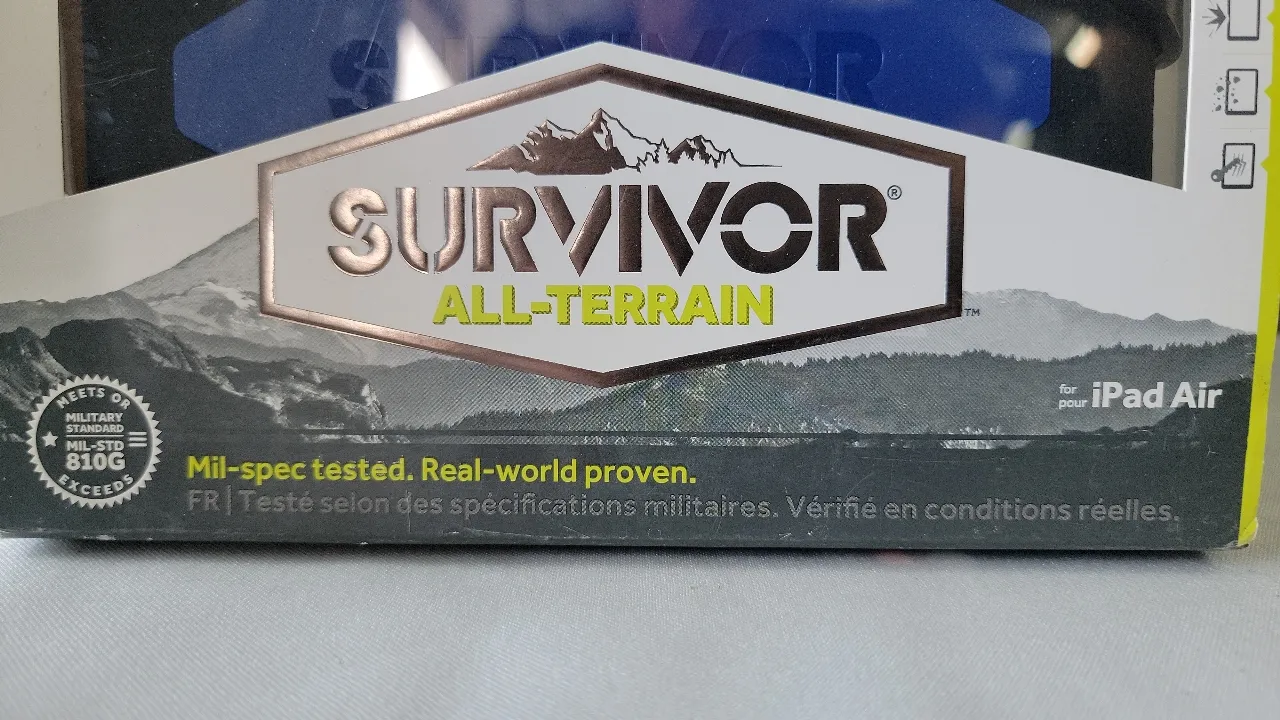 SURVIVOR
SURVIVOR®
ALL-TERRAIN
™
for
pour iPad Air
MEETS OR
MILITARY
STANDARD
MIL-STD
810G
EXCEEDS
Mil-spec tested. Real-world proven.
FR | Testé selon des spécifications militaires. Vérifié en conditions réelles.